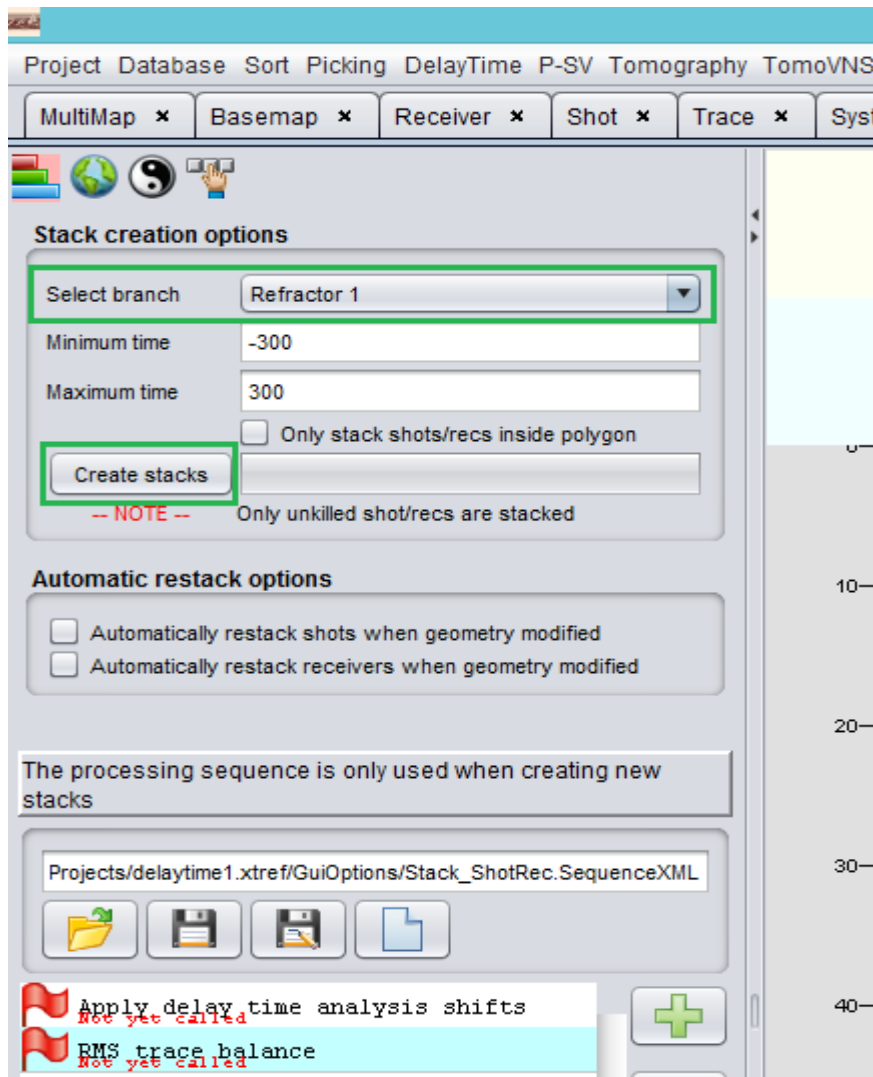 Project Database Sort Picking DelayTime P-SV Tomography TomoVNS
MultiMap × Basemap × Receiver × Shot × Trace × Syst
Stack creation options
Select branch Refractor 1
Minimum time -300
Maximum time 300
Only stack shots/recs inside polygon
Create stacks
-- NOTE -- Only unkilled shot/recs are stacked
Automatic restack options
Automatically restack shots when geometry modified
Automatically restack receivers when geometry modified
The processing sequence is only used when creating new
stacks
Projects/delaytime1.xtref/GuiOptions/Stack_ShotRec.SequenceXML
Apply delay time analysis shifts
Not yet called
RMS trace balance
Not yet called
0
10
20
30
40